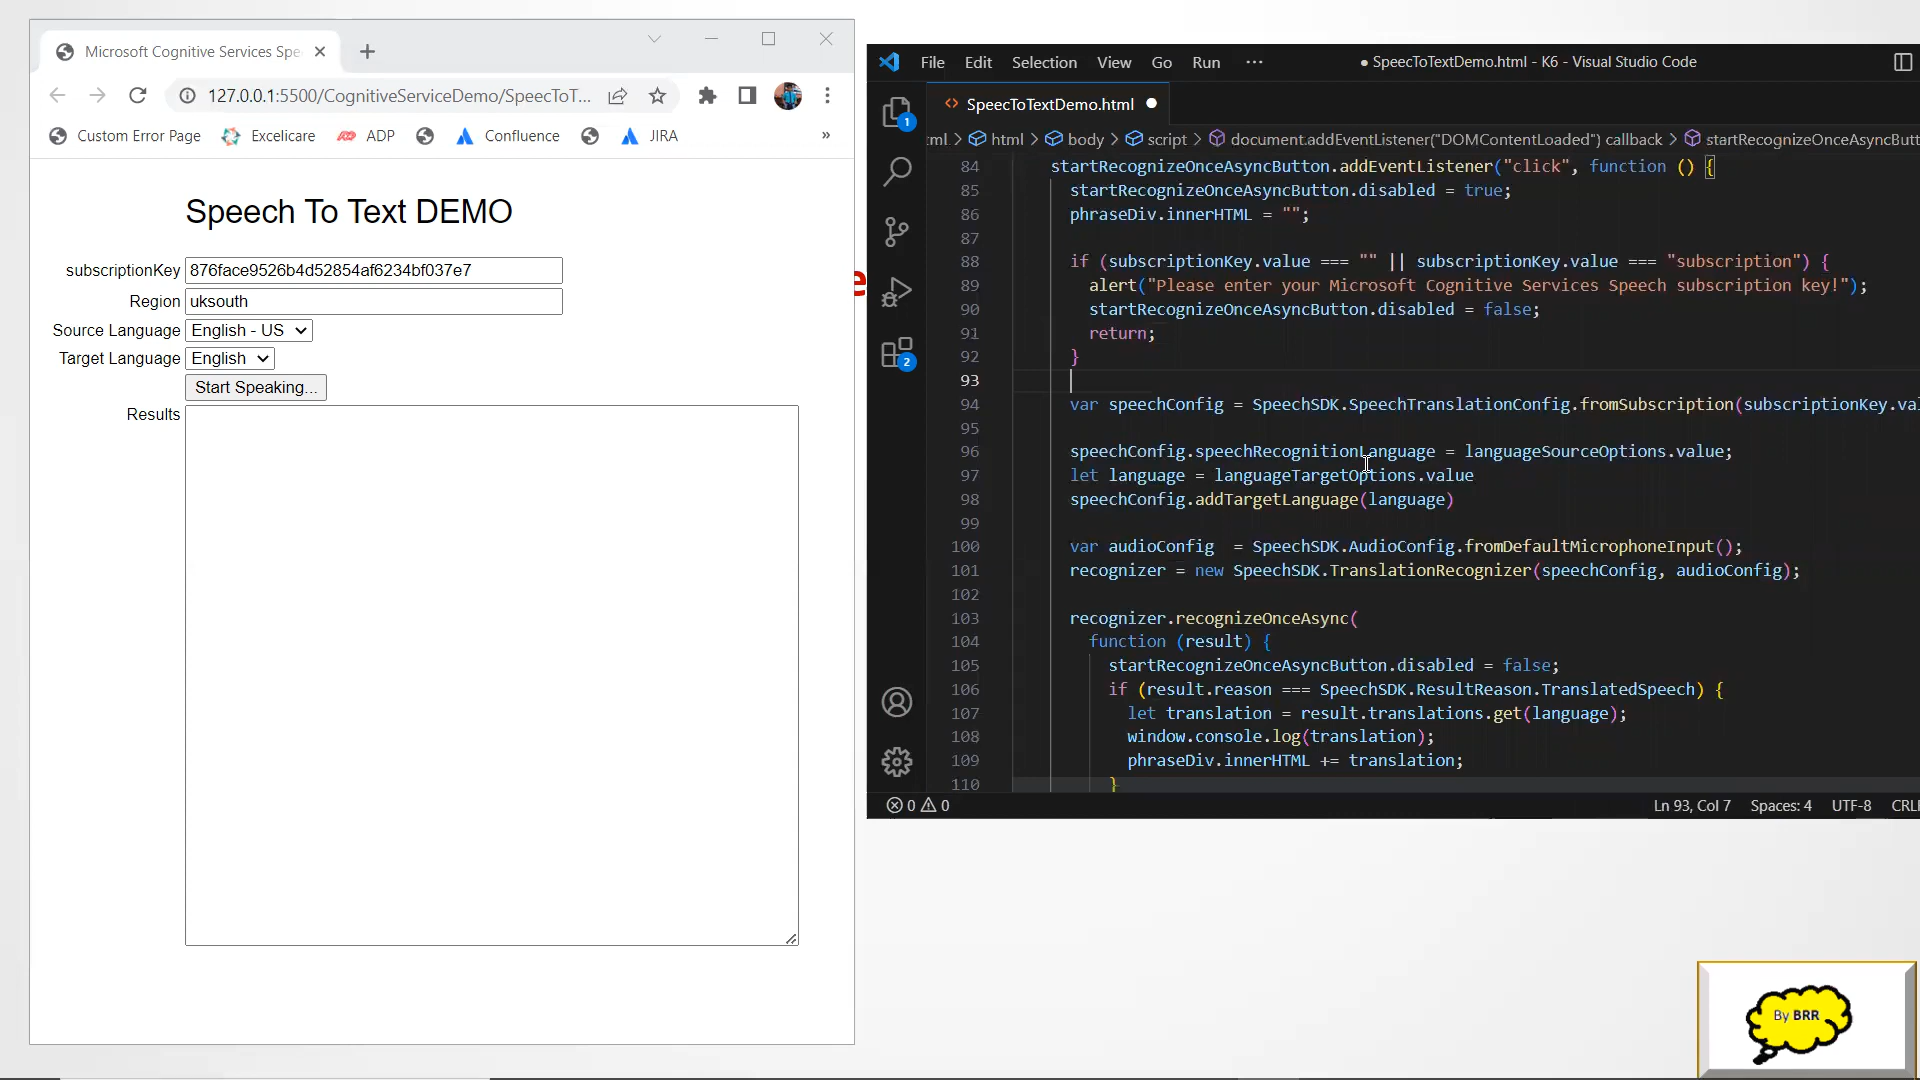 Microsoft Cognitive Services Spe
127.0.0.1:5500/CognitiveServiceDemo/SpeecToT...
Custom Error Page
Excelicare
ADP
Confluence
JIRA
»
Speech To Text DEMO
subscriptionKey 876face9526b4d52854af6234bf037e7
Region uksouth
Source Language English - US
Target Language English
Start Speaking...
Results
e
File Edit Selection View Go Run ···
● SpeecToTextDemo.html - K6 - Visual Studio Code
<> SpeecToTextDemo.html ●
ml > html > body > script > document.addEventListener("DOMContentLoaded") callback > startRecognizeOnceAsyncButt
1
2
84 startRecognizeOnceAsyncButton.addEventListener("click", function () {
85 startRecognizeOnceAsyncButton.disabled = true;
86 phraseDiv.innerHTML = "";
87
88 if (subscriptionKey.value === "" || subscriptionKey.value === "subscription") {
89 alert("Please enter your Microsoft Cognitive Services Speech subscription key!");
90 startRecognizeOnceAsyncButton.disabled = false;
91 return;
92 }
93
94 var speechConfig = SpeechSDK.SpeechTranslationConfig.fromSubscription(subscriptionKey.va
95
96 speechConfig.speechRecognitionLanguage = languageSourceOptions.value;
97 let language = languageTargetOptions.value
98 speechConfig.addTargetLanguage(language)
99
100 var audioConfig  = SpeechSDK.AudioConfig.fromDefaultMicrophoneInput();
101 recognizer = new SpeechSDK.TranslationRecognizer(speechConfig, audioConfig);
102
103 recognizer.recognizeOnceAsync(
104 function (result) {
105 startRecognizeOnceAsyncButton.disabled = false;
106 if (result.reason === SpeechSDK.ResultReason.TranslatedSpeech) {
107 let translation = result.translations.get(language);
108 window.console.log(translation);
109 phraseDiv.innerHTML += translation;
110 }
0 0
Ln 93, Col 7 Spaces: 4 UTF-8 CRLF
By BRR